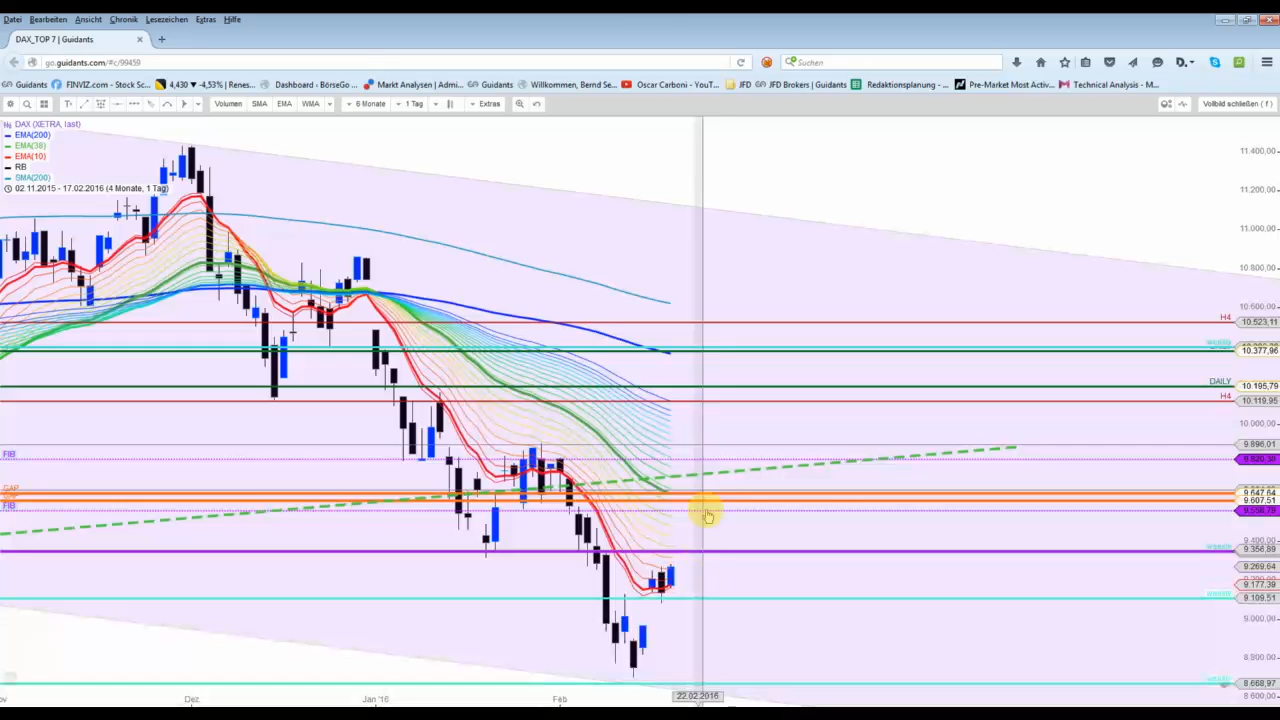 Datei Bearbeiten Ansicht Chronik Lesezeichen Extras Hilfe
DAX_TOP 7 | Guidants
go.guidants.com/#c/99459
Suchen
Guidants FINVIZ.com - Stock Sc... 4,430 ▾ -4,53% | Renes... Dashboard ‹ BörseGo ... Markt Analysen | Admi... Guidants Willkommen, Bernd Se... Oscar Carboni - YouT... JFD JFD Brokers | Guidants Redaktionsplanung - ... Pre-Market Most Activ... Technical Analysis - M...
Volumen SMA EMA WMA 6 Monate 1 Tag Extras Vollbild schließen ( f )
DAX (XETRA, last)
EMA(200)
EMA(38)
EMA(10)
RB
SMA(200)
02.11.2015 - 17.02.2016 (4 Monate, 1 Tag)
11.400,00
11.200,00
11.000,00
10.800,00
10.600,00
H4
10.523,11
10.377,96
DAILY
10.195,79
H4
10.119,95
10.000,00
9.896,01
FIB
9.820,39
GAP
9.647,64
9.607,51
FIB
9.558,79
9.400,00
9.356,89
9.269,64
9.177,39
9.109,51
9.000,00
8.800,00
8.668,97
8.600,00
Dez Jan '16 Feb 22.02.2016